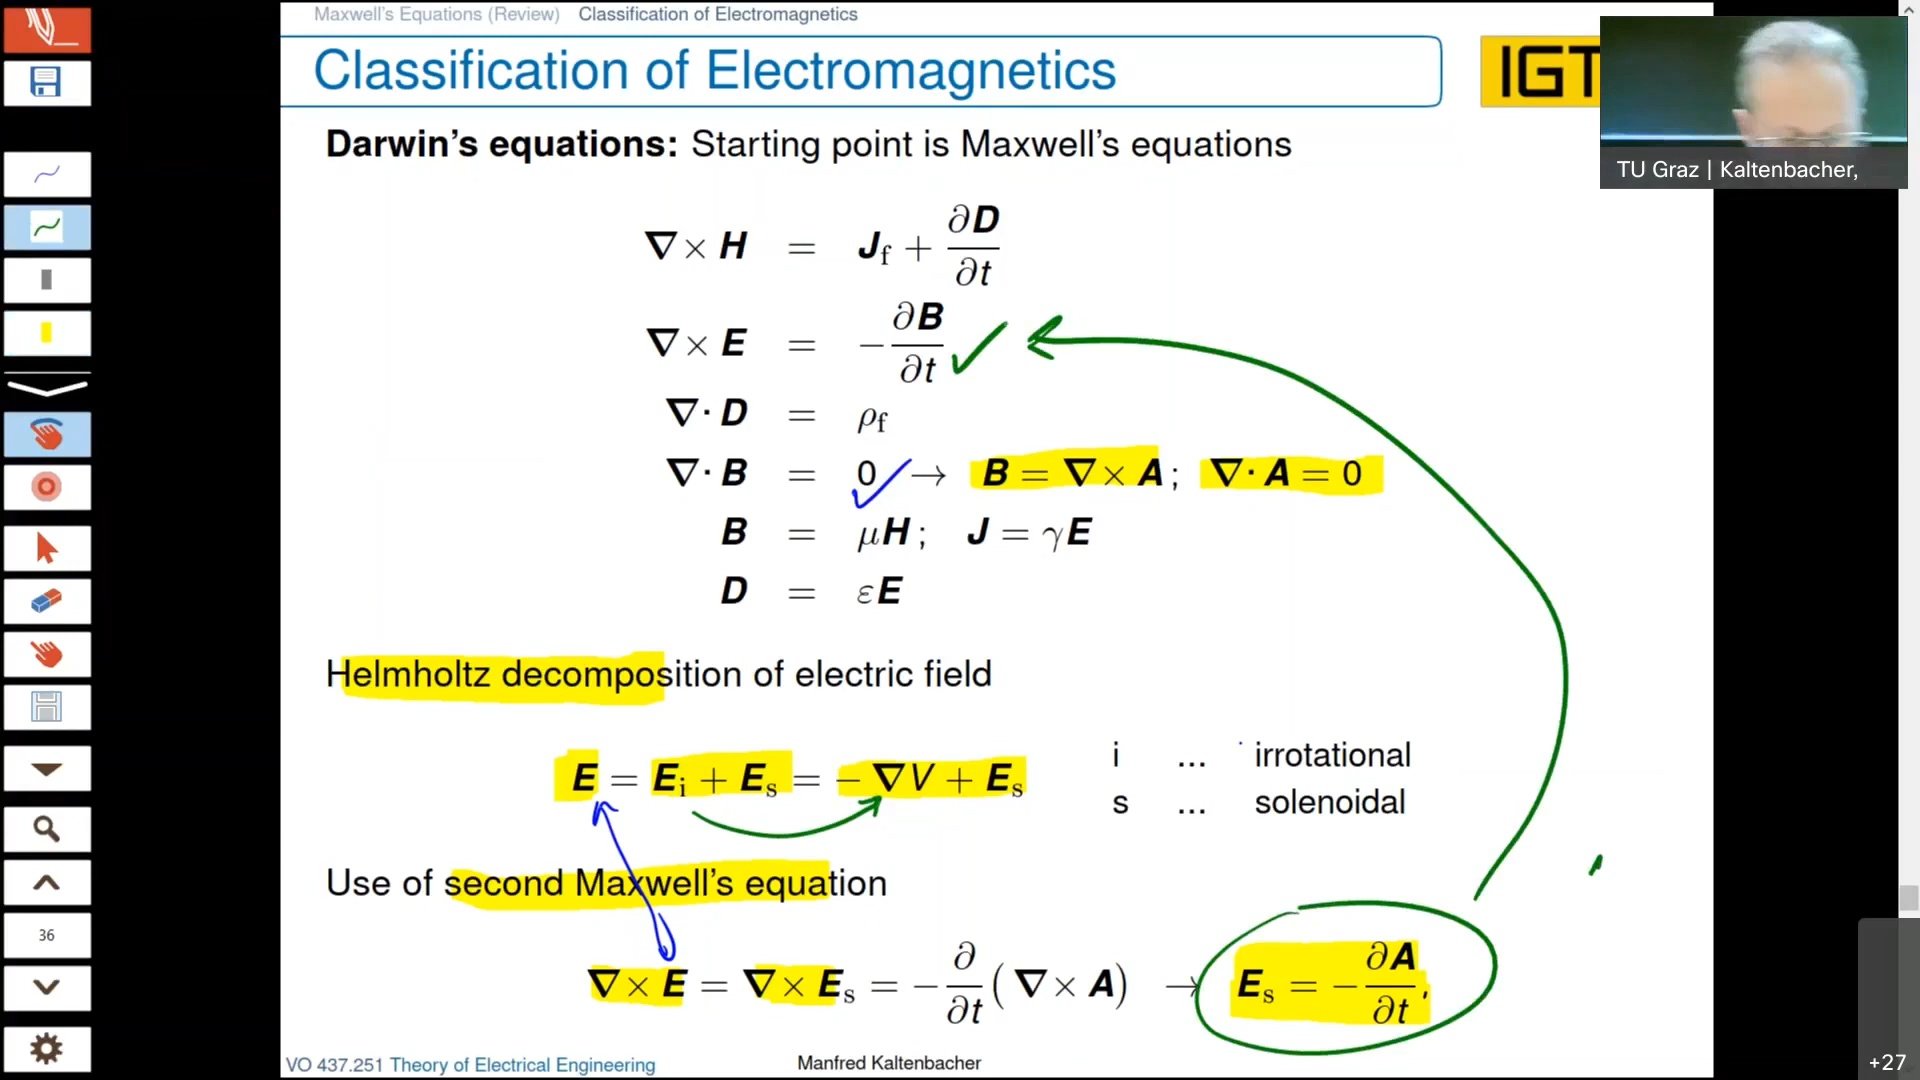 Maxwell's Equations (Review) Classification of Electromagnetics
Classification of Electromagnetics
IGT
TU Graz | Kaltenbacher,
Darwin's equations: Starting point is Maxwell's equations
∇ × H = J_f + ∂D/∂t
∇ × E = −∂B/∂t
∇ · D = ρ_f
∇ · B = 0 → B = ∇ × A ; ∇ · A = 0
B = μH ; J = γE
D = εE
Helmholtz decomposition of electric field
E = E_i + E_s = −∇V + E_s
i ... irrotational
s ... solenoidal
Use of second Maxwell's equation
∇ × E = ∇ × E_s = −∂/∂t (∇ × A) → E_s = −∂A/∂t,
36
VO 437.251 Theory of Electrical Engineering Manfred Kaltenbacher
+27